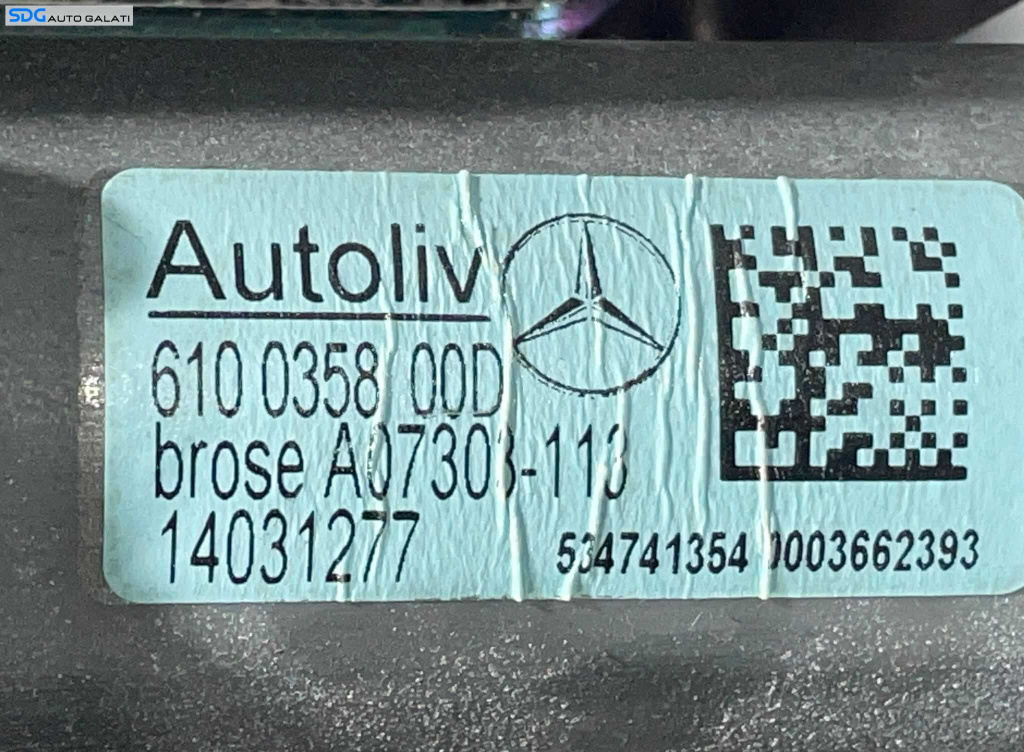 SDG AUTO GALATI
Autoliv
610 0358 00D
brose A07303-113
14031277
534741354 0003662393